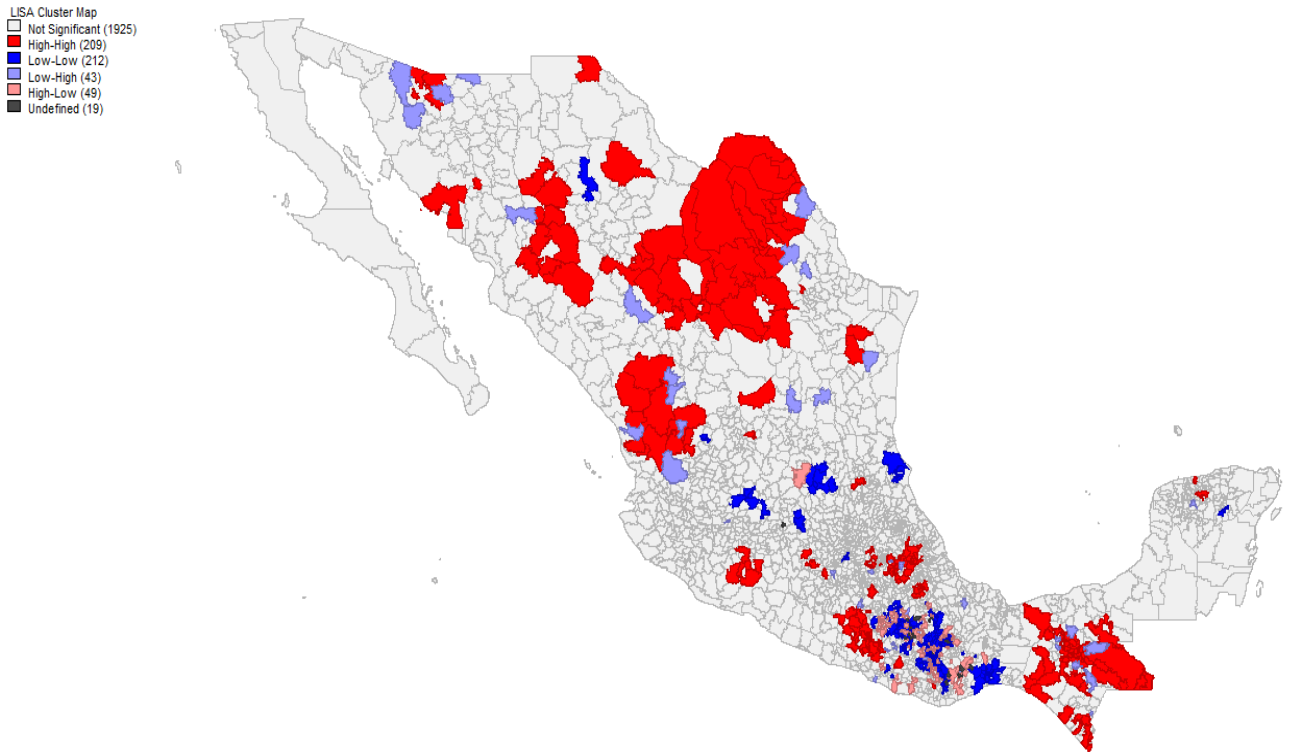 LISA Cluster Map
Not Significant (1925)
High-High (209)
Low-Low (212)
Low-High (43)
High-Low (49)
Undefined (19)